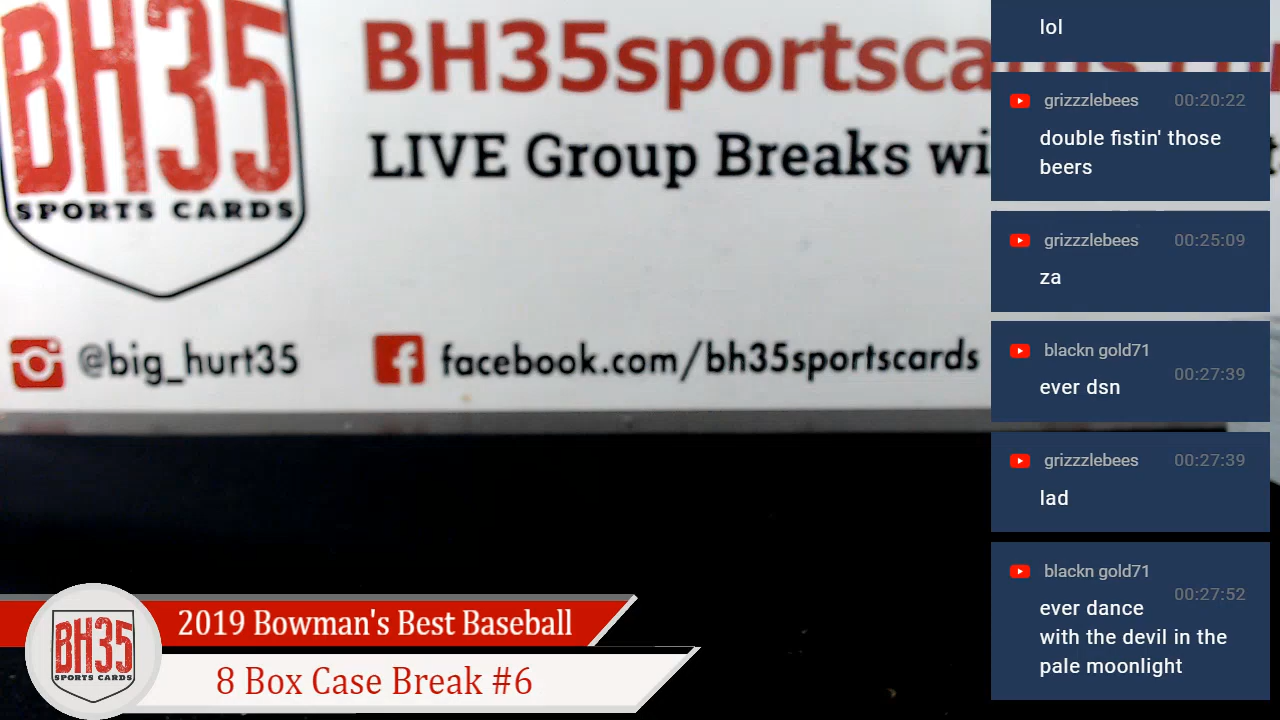 BH35
SPORTS CARDS
BH35sportsca
LIVE Group Breaks wi
@big_hurt35
facebook.com/bh35sportscards
2019 Bowman's Best Baseball
8 Box Case Break #6
BH35
SPORTS CARDS
lol
grizzzlebees 00:20:22
double fistin' those
beers
grizzzlebees 00:25:09
za
blackn gold71 00:27:39
ever dsn
grizzzlebees 00:27:39
lad
blackn gold71 00:27:52
ever dance
with the devil in the
pale moonlight